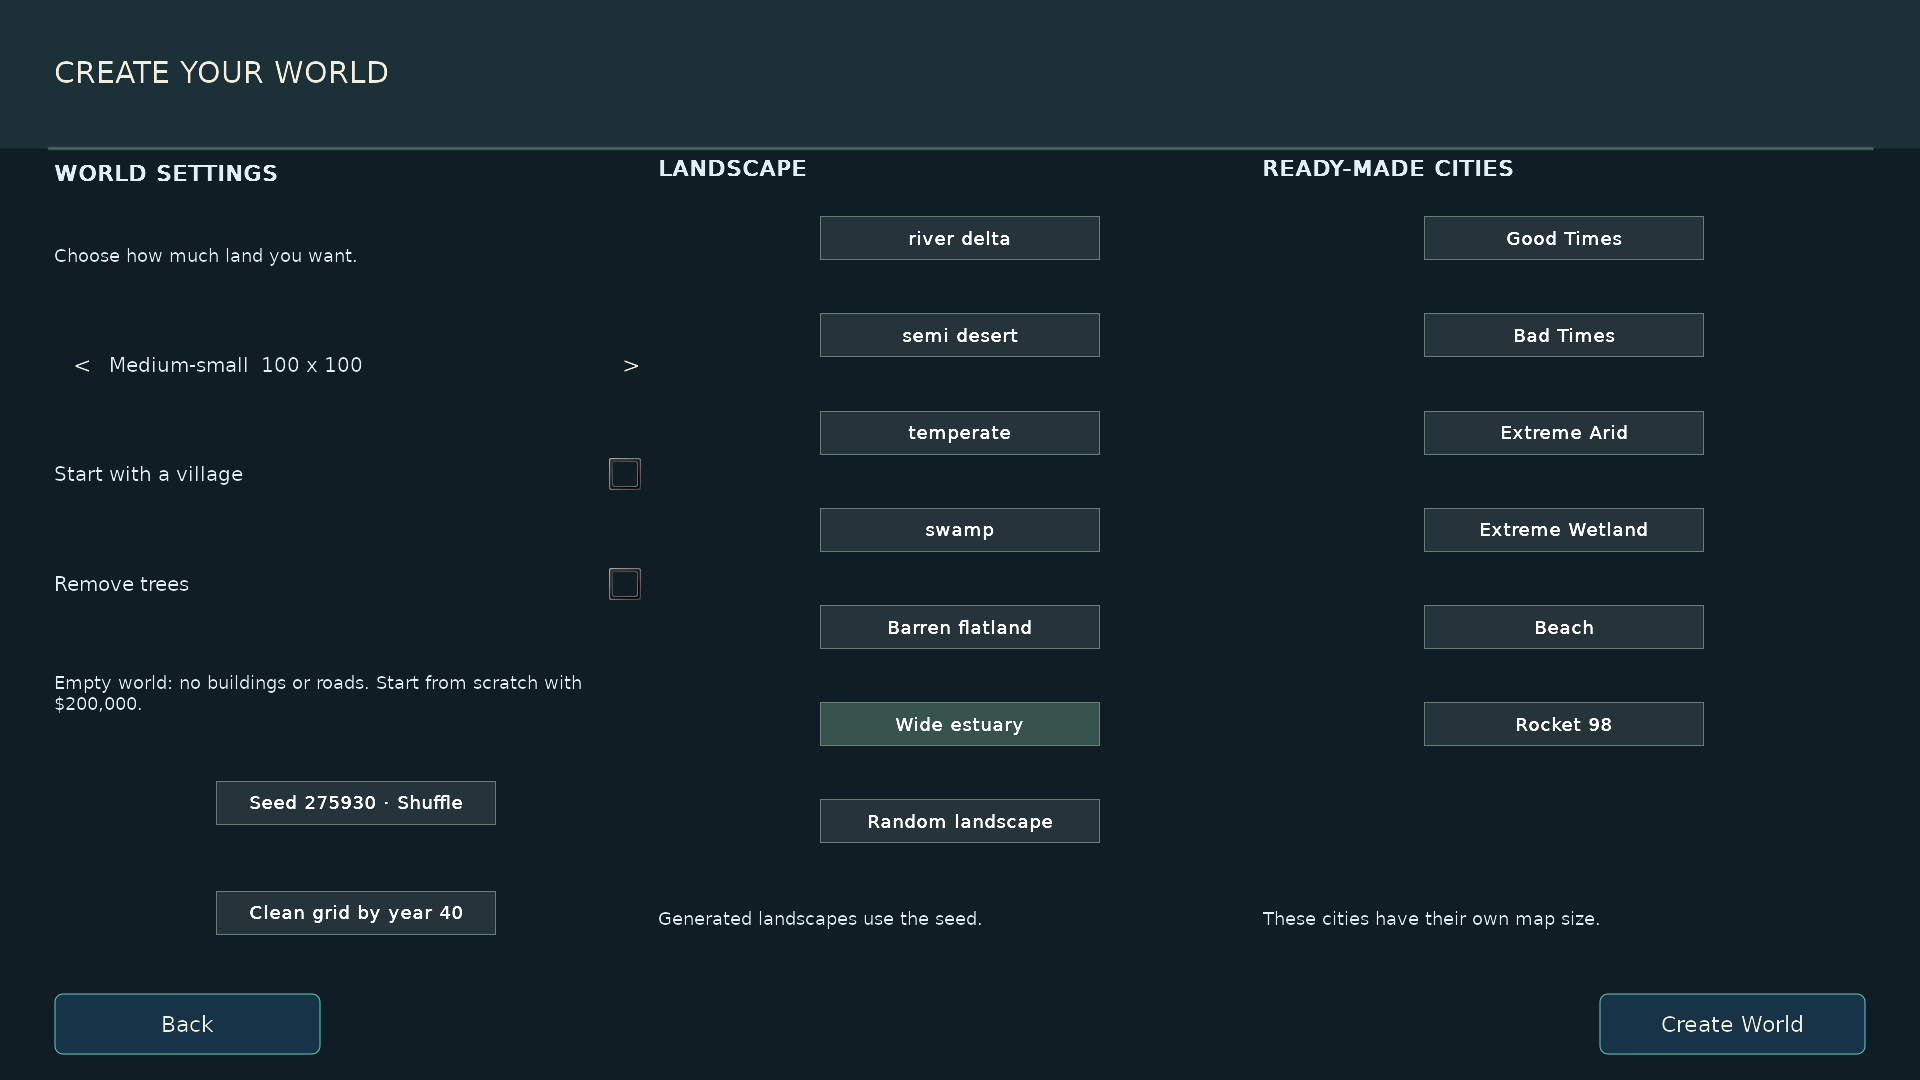 CREATE YOUR WORLD
WORLD SETTINGS
Choose how much land you want.
< Medium-small 100 x 100 >
Start with a village
Remove trees
Empty world: no buildings or roads. Start from scratch with
$200,000.
Seed 275930 · Shuffle
Clean grid by year 40
LANDSCAPE
river delta
semi desert
temperate
swamp
Barren flatland
Wide estuary
Random landscape
Generated landscapes use the seed.
READY-MADE CITIES
Good Times
Bad Times
Extreme Arid
Extreme Wetland
Beach
Rocket 98
These cities have their own map size.
Back
Create World